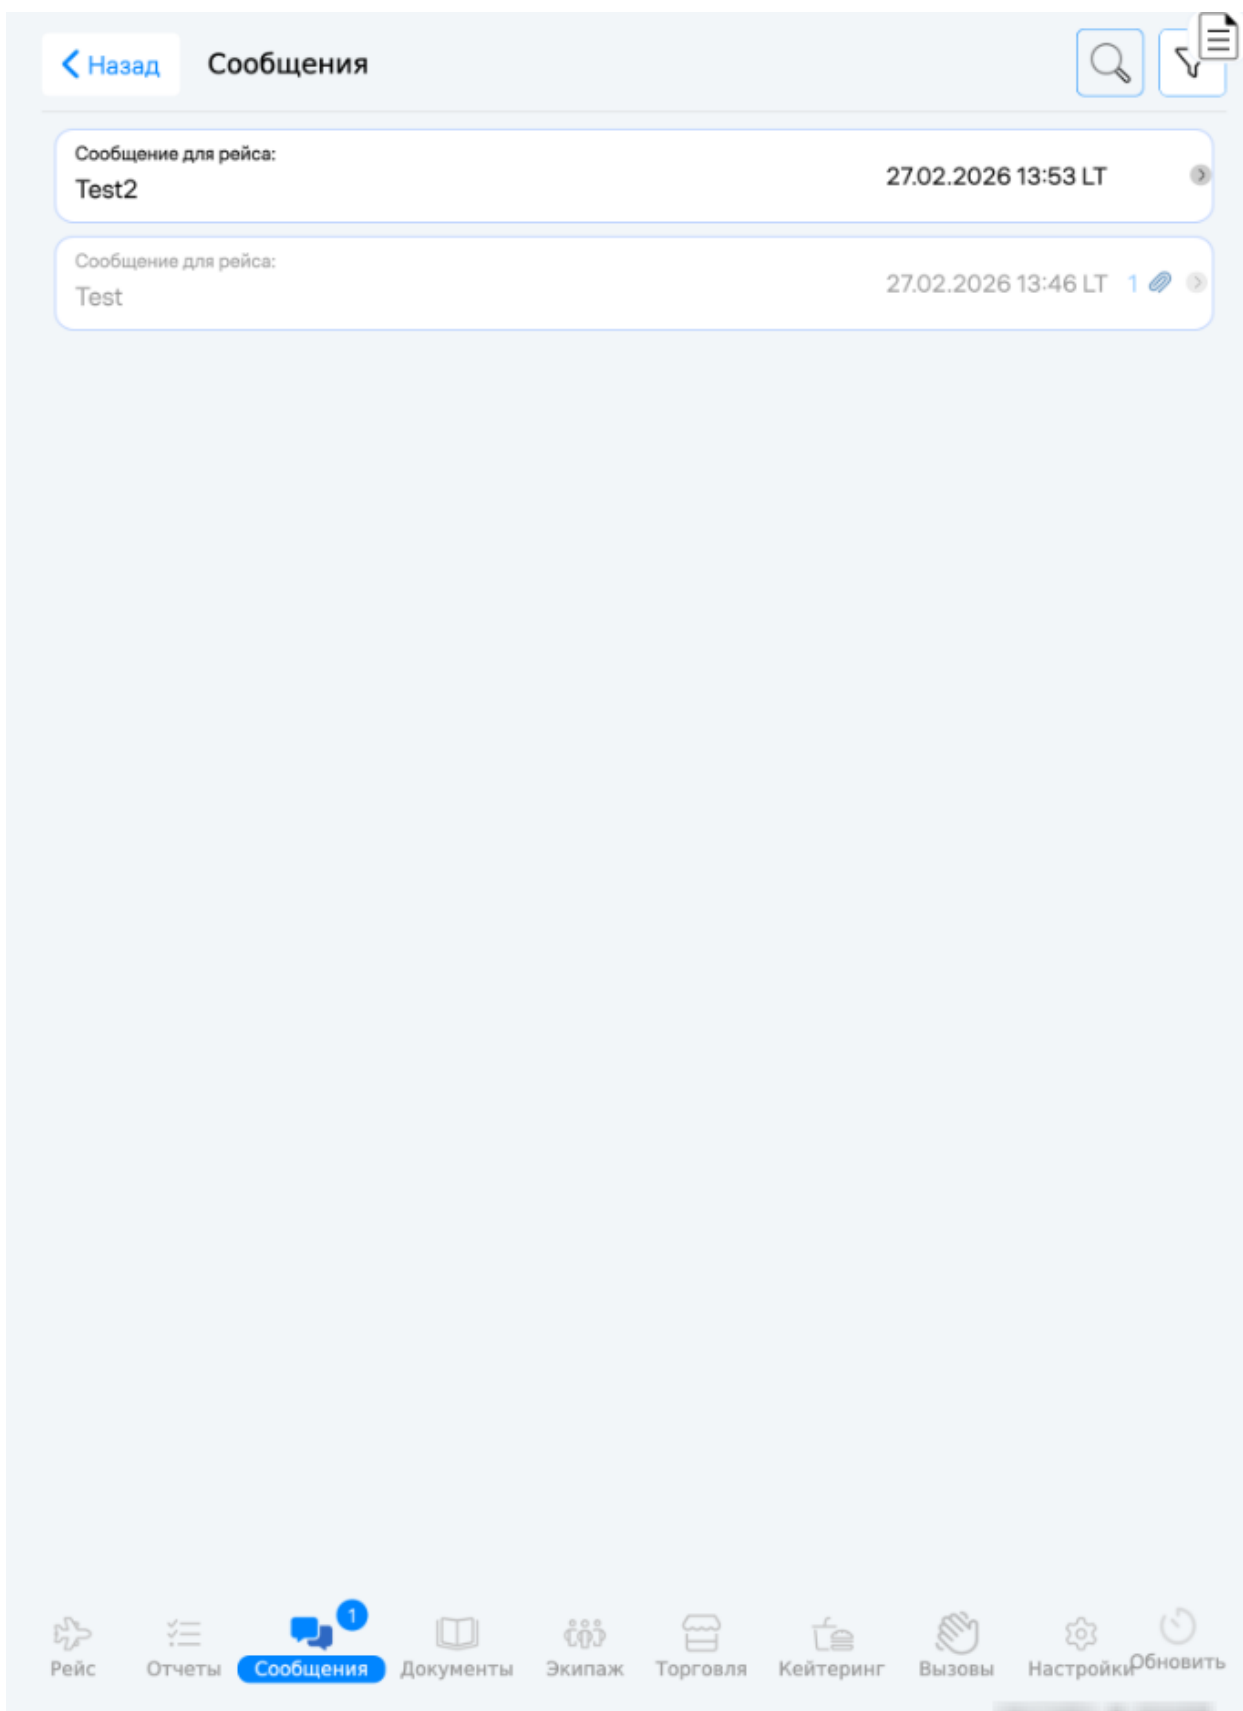 Назад
Сообщения
Сообщение для рейса:
Test2
27.02.2026 13:53 LT
Сообщение для рейса:
Test
27.02.2026 13:46 LT 1
1
Рейс
Отчеты
Сообщения
Документы
Экипаж
Торговля
Кейтеринг
Вызовы
Настройки
Обновить